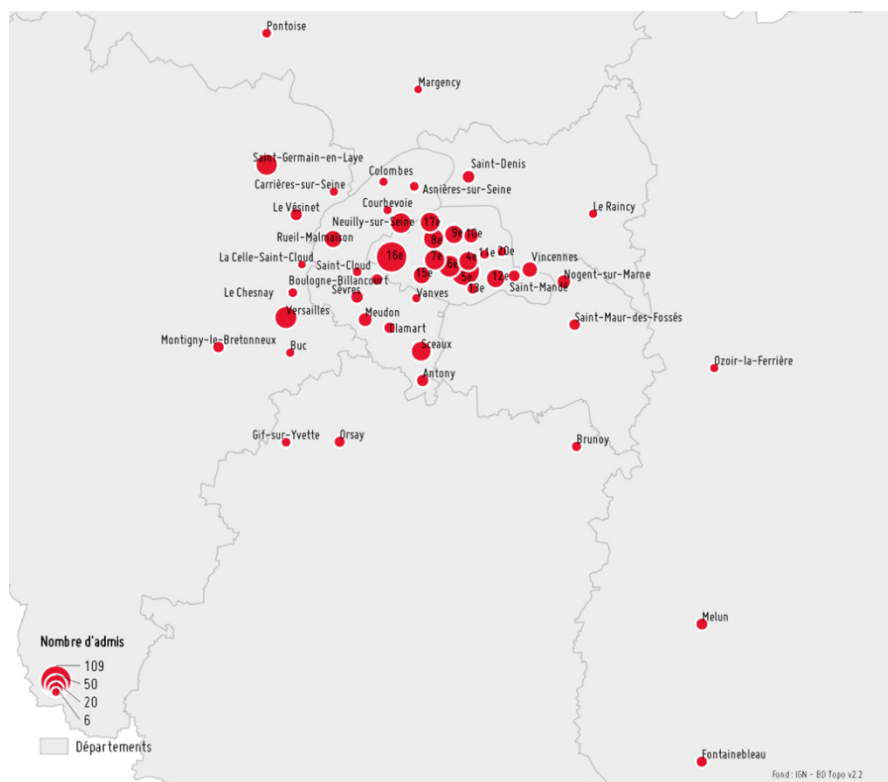 Pontoise
Margency
Saint-Germain-en-Laye
Colombes
Saint-Denis
Carrières-sur-Seine
Asnières-sur-Seine
Le Vésinet
Courbevoie
Le Raincy
Neuilly-sur-Seine
17e
Rueil-Malmaison
8e
9e
10e
16e
7e
6e
4e
11e
20e
La Celle-Saint-Cloud
Saint-Cloud
15e
5e
12e
Vincennes
Boulogne-Billancourt
13e
Saint-Mandé
Nogent-sur-Marne
Le Chesnay
Sèvres
Vanves
Versailles
Meudon
Clamart
Saint-Maur-des-Fossés
Montigny-le-Bretonneux
Buc
Sceaux
Ozoir-la-Ferrière
Antony
Gif-sur-Yvette
Orsay
Brunoy
Melun
Nombre d'admis
109
50
20
6
Départements
Fontainebleau
Fond : IGN - BD Topo v2.2